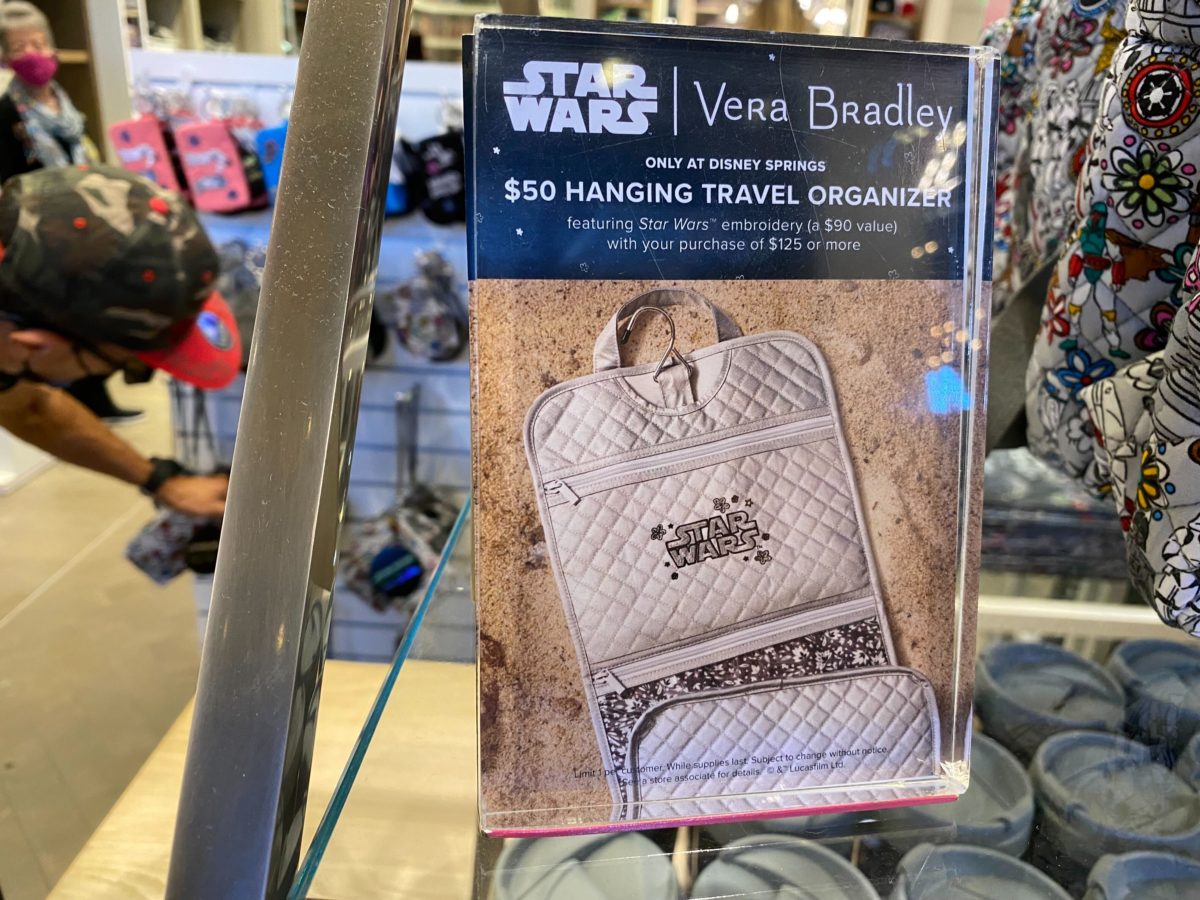 STAR WARS | VERA BRADLEY
ONLY AT DISNEY SPRINGS
$50 HANGING TRAVEL ORGANIZER
featuring Star Wars™ embroidery (a $90 value)
with your purchase of $125 or more
STAR
WARS
Limit 1 per customer. While supplies last. Subject to change without notice.
See a store associate for details. © & ™ Lucasfilm Ltd.